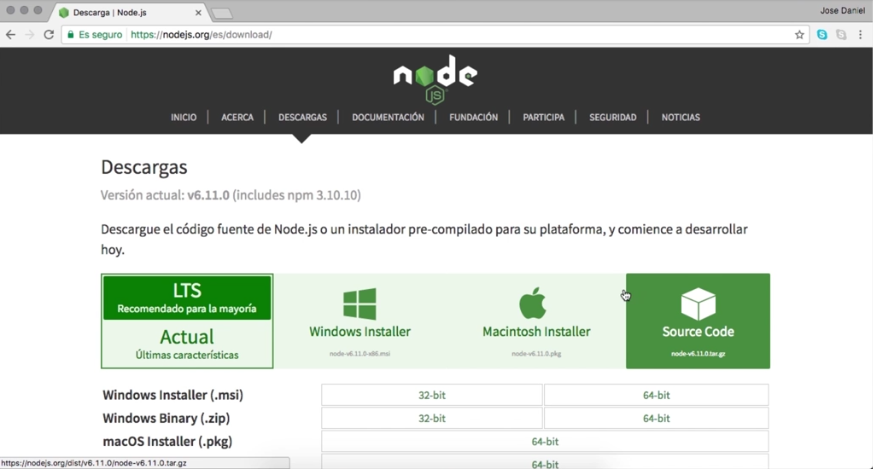 Descarga | Node.js
Jose Daniel
Es seguro
https://nodejs.org/es/download/
node
JS
INICIO
ACERCA
DESCARGAS
DOCUMENTACIÓN
FUNDACIÓN
PARTICIPA
SEGURIDAD
NOTICIAS
Descargas
Versión actual: v6.11.0 (includes npm 3.10.10)
Descargue el código fuente de Node.js o un instalador pre-compilado para su plataforma, y comience a desarrollar
hoy.
LTS
Recomendado para la mayoría
Actual
Últimas características
Windows Installer
node-v6.11.0-x86.msi
Macintosh Installer
node-v6.11.0.pkg
Source Code
node-v6.11.0.tar.gz
Windows Installer (.msi)
32-bit
64-bit
Windows Binary (.zip)
32-bit
64-bit
macOS Installer (.pkg)
64-bit
64-bit
https://nodejs.org/dist/v6.11.0/node-v6.11.0.tar.gz